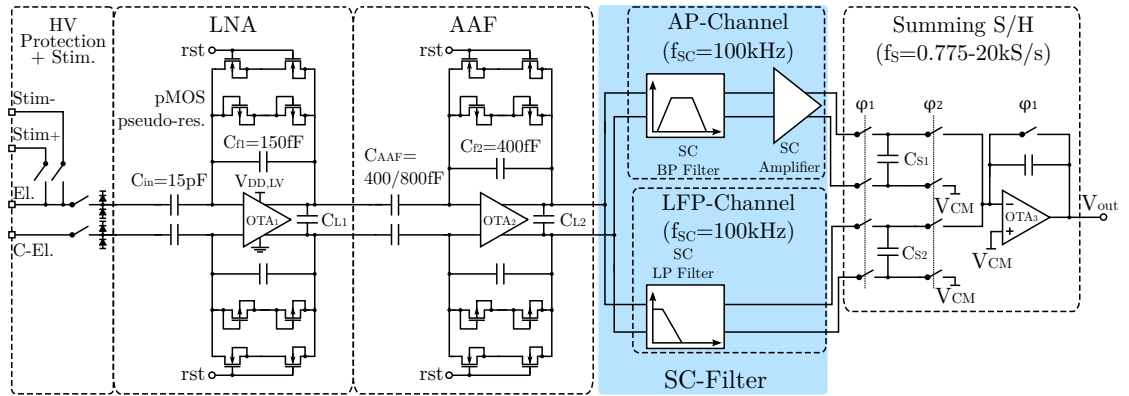 HV
Protection
+ Stim.
Stim-
Stim+
El.
C-El.
LNA
rst
pMOS
pseudo-res.
Cf1=150fF
Cin=15pF
VDD,LV
OTA1
CL1
rst
AAF
rst
CAAF=
400/800fF
Cf2=400fF
OTA2
CL2
rst
AP-Channel
(fSC=100kHz)
SC
BP Filter
SC
Amplifier
LFP-Channel
(fSC=100kHz)
SC
LP Filter
SC-Filter
Summing S/H
(fS=0.775-20kS/s)
φ1
φ2
φ1
CS1
VCM
CS2
VCM
OTA3
VCM
Vout